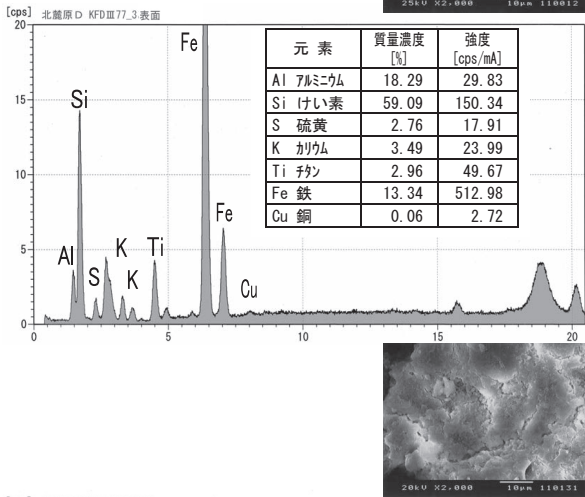 25kV X2,000 10μm 110012
[cps] 北麓原D KFDⅢ77_3.表面
20
15
10
5
0
0 5 10 15 20
Al
Si
S
K
K
Ti
Fe
Fe
Cu
元 素 質量濃度 [%] 強度 [cps/mA]
Al アルミニウム 18.29 29.83
Si けい素 59.09 150.34
S 硫黄 2.76 17.91
K カリウム 3.49 23.99
Ti チタン 2.96 49.67
Fe 鉄 13.34 512.98
Cu 銅 0.06 2.72
20kV X2,000 10μm 110131